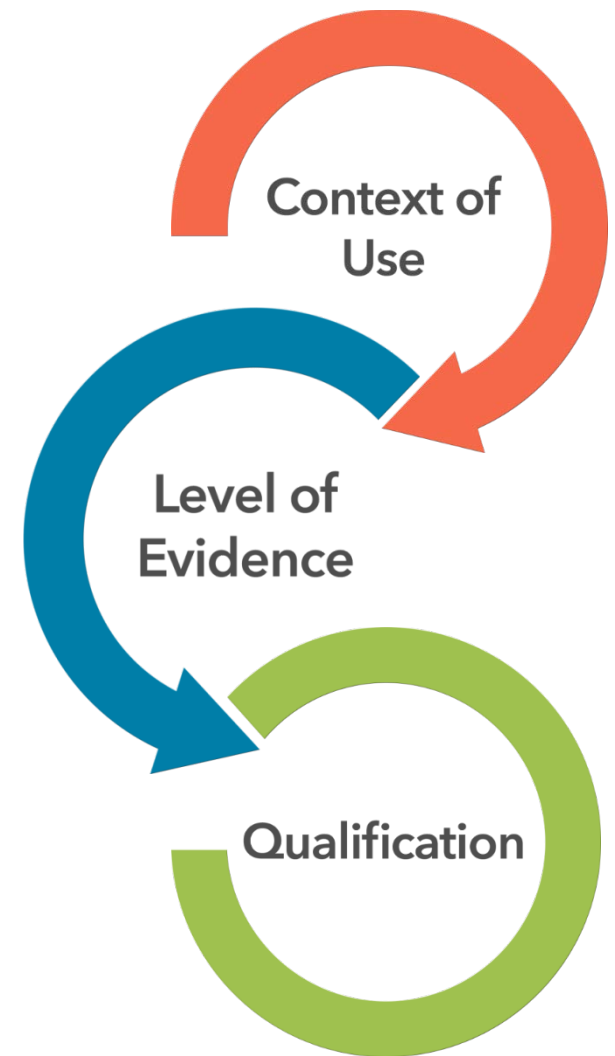 Context of
Use
Level of
Evidence
Qualification